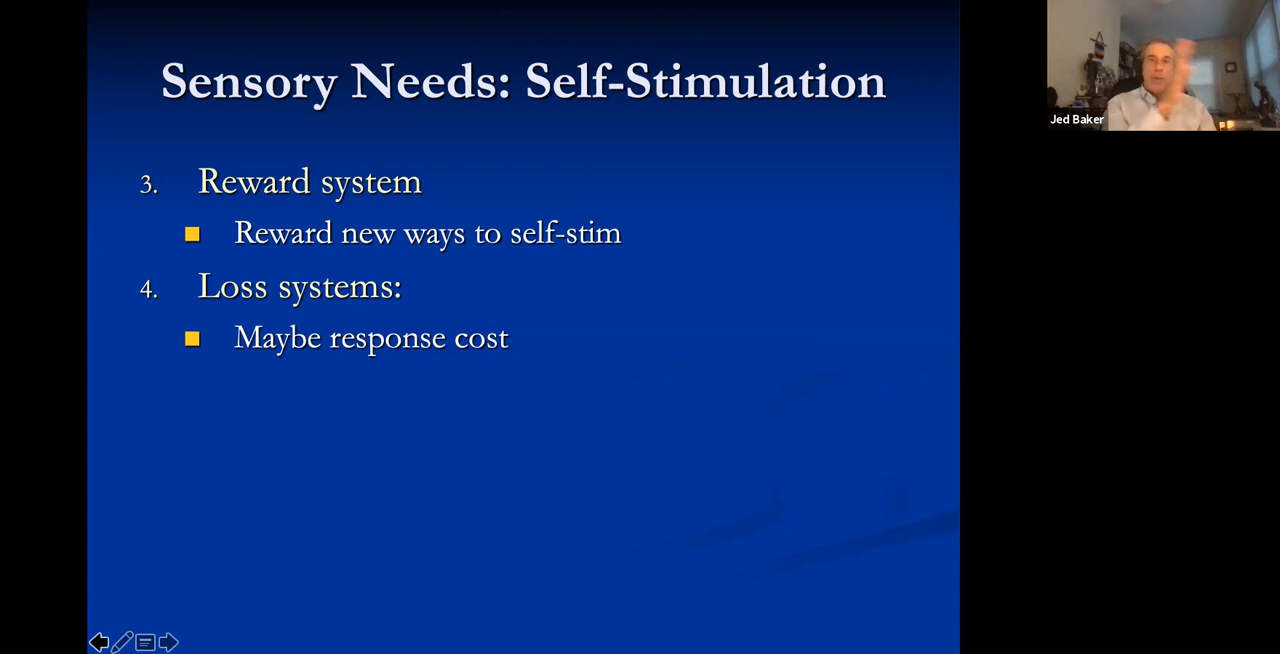 Sensory Needs: Self-Stimulation
3. Reward system
■ Reward new ways to self-stim
4. Loss systems:
■ Maybe response cost
Jed Baker